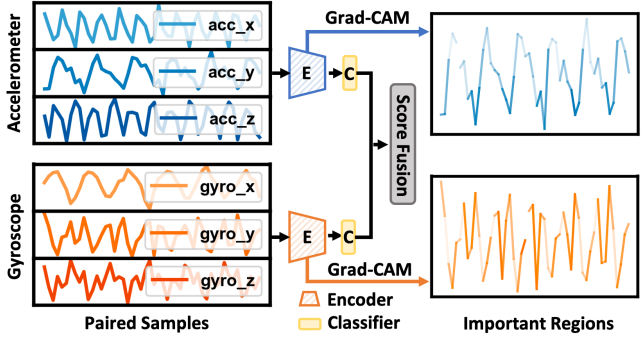 Accelerometer
acc_x
acc_y
acc_z
Gyroscope
gyro_x
gyro_y
gyro_z
Paired Samples
E
C
E
C
Grad-CAM
Grad-CAM
Score Fusion
Encoder
Classifier
Important Regions